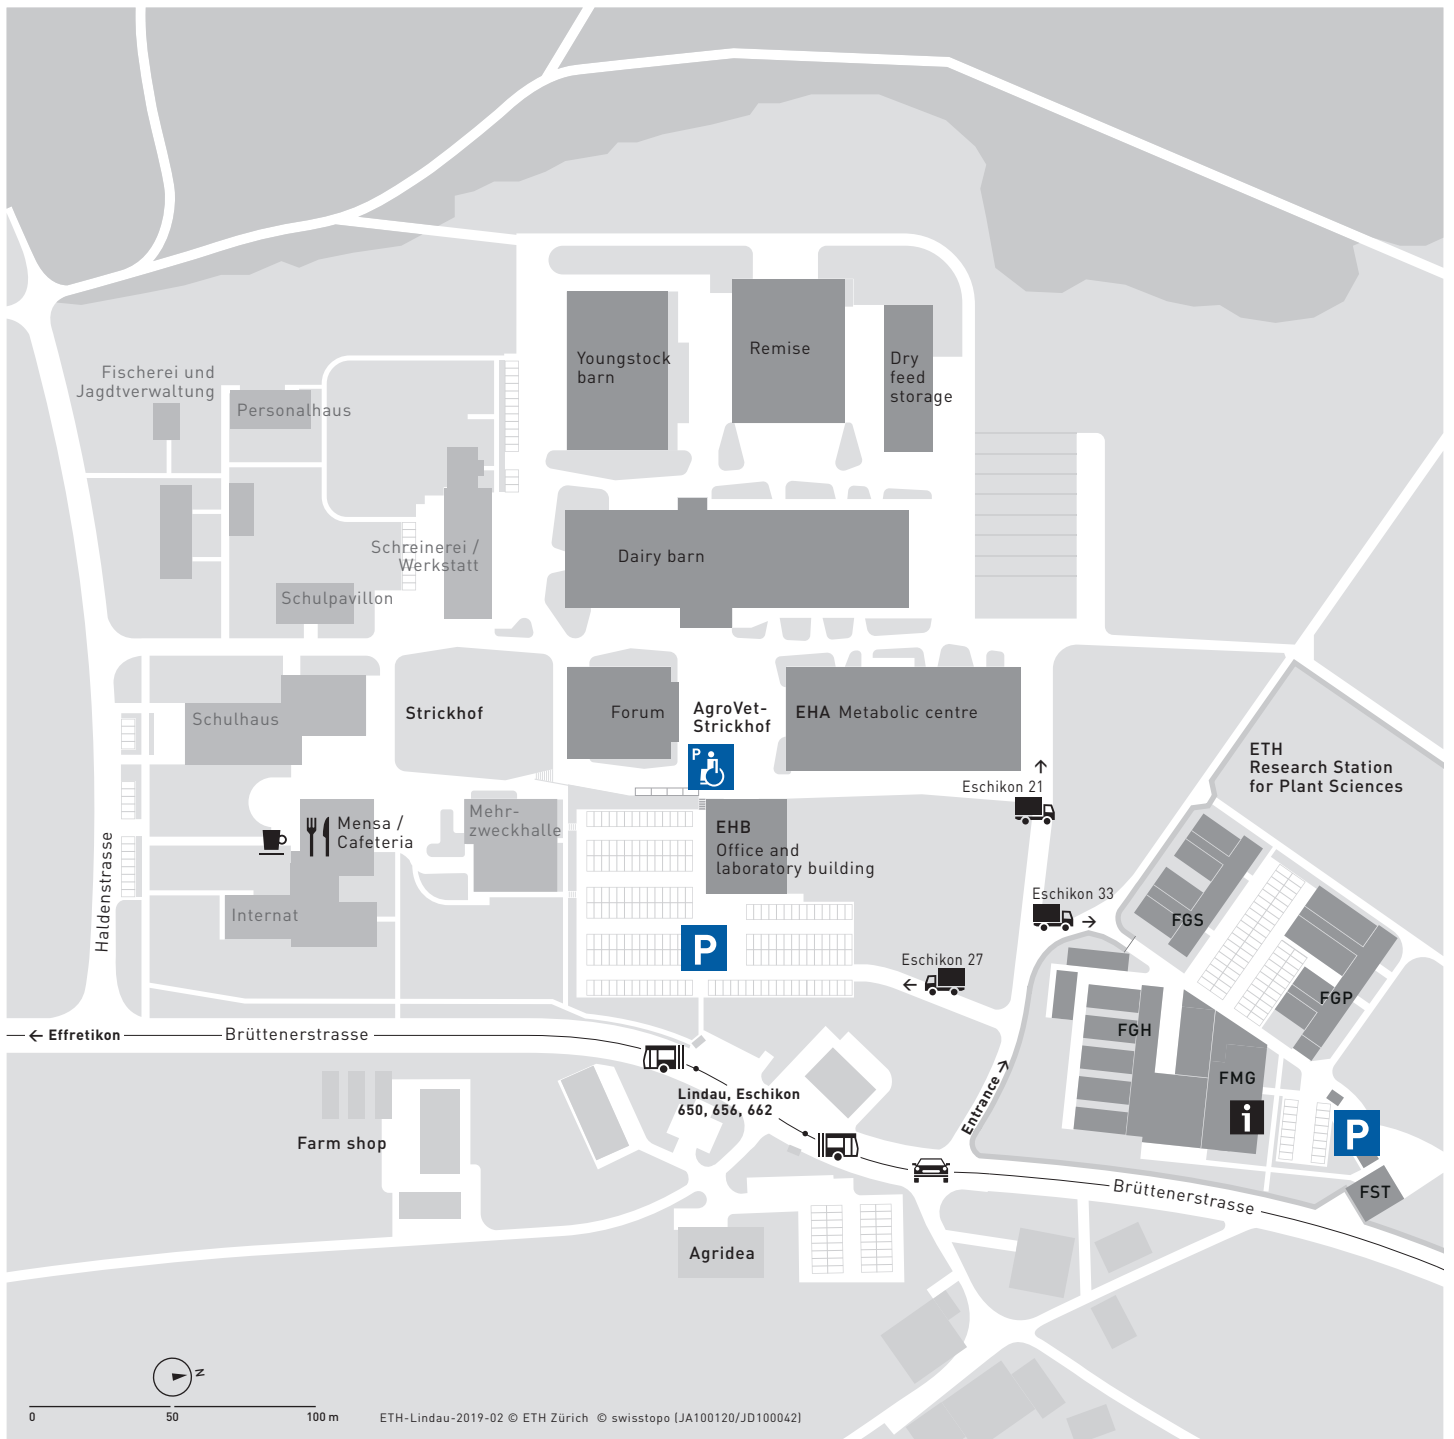 Fischerei und
Jagdtverwaltung
Personalhaus
Youngstock
barn
Remise
Dry
feed
storage
Schreinerei /
Werkstatt
Dairy barn
Schulpavillon
Schulhaus
Strickhof
Forum
AgroVet-
Strickhof
EHA Metabolic centre
P
ETH
Research Station
for Plant Sciences
Eschikon 21
Mehr-
zweckhalle
Mensa /
Cafeteria
EHB
Office and
laboratory building
Haldenstrasse
Internat
Eschikon 33
FGS
P
Eschikon 27
FGP
FGH
← Effretikon
Brüttenerstrasse
FMG
i
P
Lindau, Eschikon
650, 656, 662
Entrance →
Farm shop
Brüttenerstrasse
FST
Agridea
N
0 50 100 m
ETH-Lindau-2019-02 © ETH Zürich © swisstopo (JA100120/JD100042)